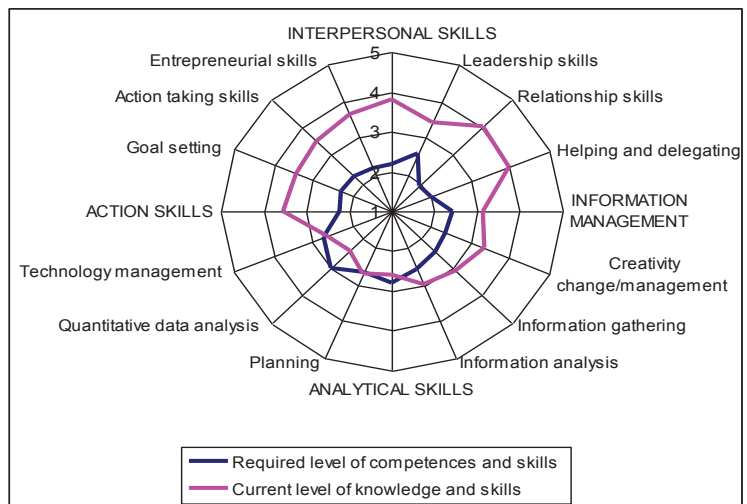 INTERPERSONAL SKILLS
Leadership skills
Relationship skills
Helping and delegating
INFORMATION
MANAGEMENT
Creativity
change/management
Information gathering
Information analysis
ANALYTICAL SKILLS
Planning
Quantitative data analysis
Technology management
ACTION SKILLS
Goal setting
Action taking skills
Entrepreneurial skills
5
4
3
2
1
Required level of competences and skills
Current level of knowledge and skills